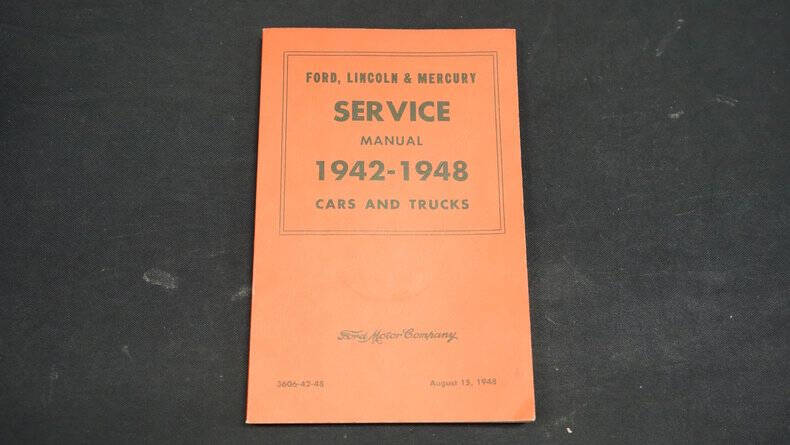 FORD, LINCOLN & MERCURY
SERVICE
MANUAL
1942-1948
CARS AND TRUCKS
Ford Motor Company
3606-42-48
August 15, 1948